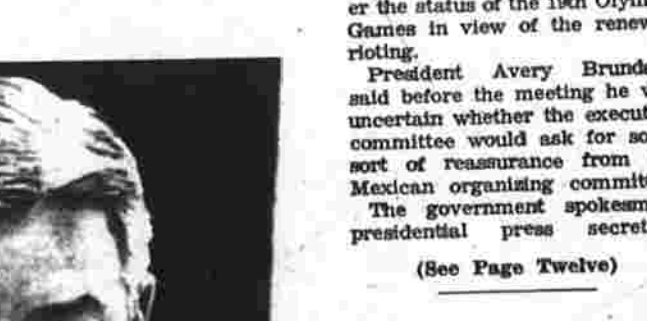 er the status of the 19th Olym
Games in view of the renew
rioting.
President Avery Brunda
said before the meeting he w
uncertain whether the execut
committee would ask for so
sort of reassurance from
Mexican organizing committ
The government spokesm
presidential press secret
(See Page Twelve)